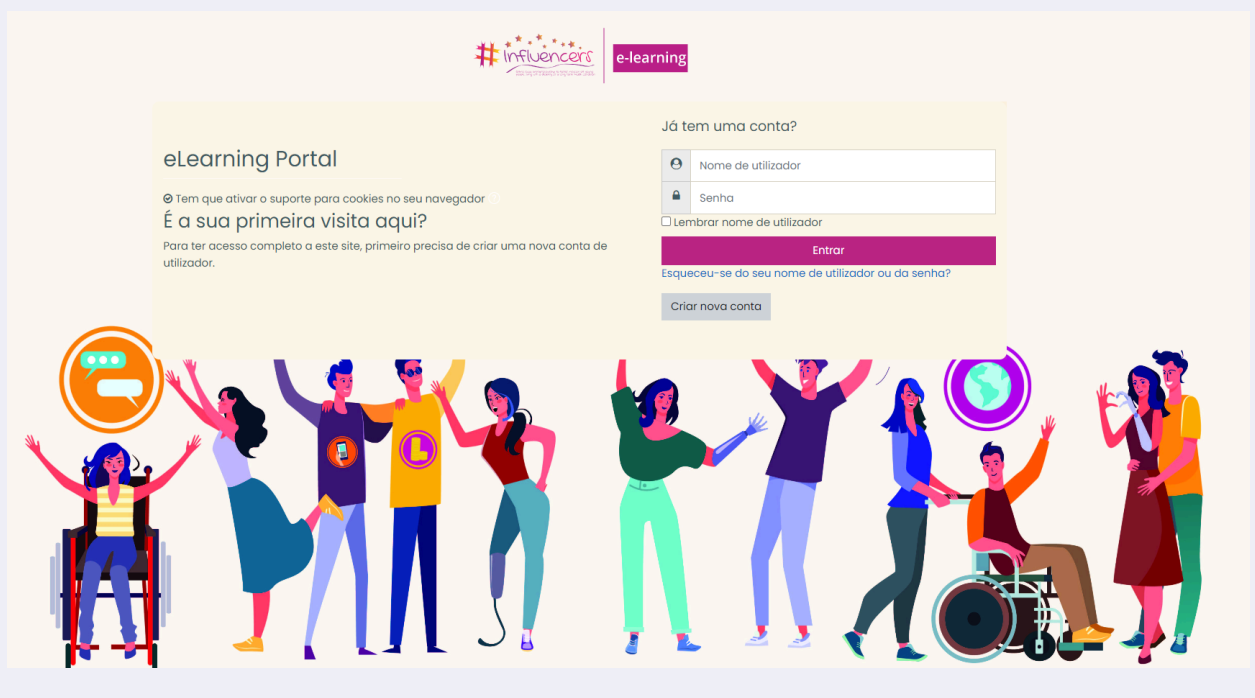 #Influencers
e-learning
eLearning Portal
Tem que ativar o suporte para cookies no seu navegador
É a sua primeira visita aqui?
Para ter acesso completo a este site, primeiro precisa de criar uma nova conta de
utilizador.
Já tem uma conta?
Nome de utilizador
Senha
Lembrar nome de utilizador
Entrar
Esqueceu-se do seu nome de utilizador ou da senha?
Criar nova conta